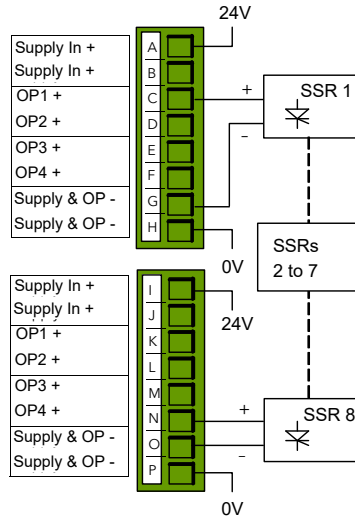 24V
Supply In +
Supply In +
OP1 +
OP2 +
OP3 +
OP4 +
Supply & OP -
Supply & OP -
A
B
C
D
E
F
G
H
+
–
SSR 1
0V
SSRs
2 to 7
Supply In +
Supply In +
OP1 +
OP2 +
OP3 +
OP4 +
Supply & OP -
Supply & OP -
I
J
K
L
M
N
O
P
24V
+
–
SSR 8
0V